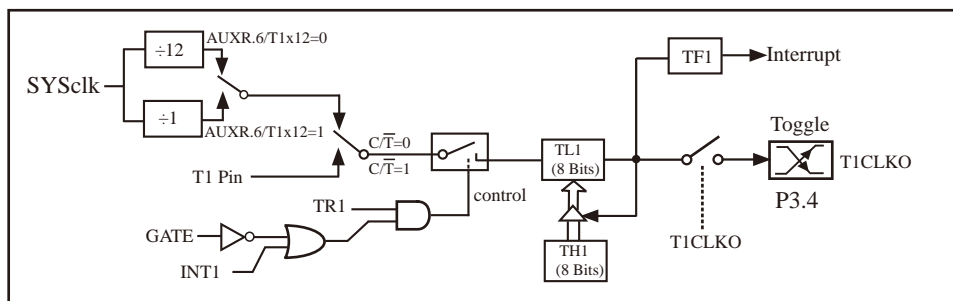 ÷12
AUXR.6/T1x12=0
SYSclk
÷1
AUXR.6/T1x12=1
T1 Pin
C/T̅=0
C/T̅=1
TR1
GATE
INT1
control
TL1
(8 Bits)
TH1
(8 Bits)
TF1
Interrupt
Toggle
T1CLKO
P3.4
T1CLKO